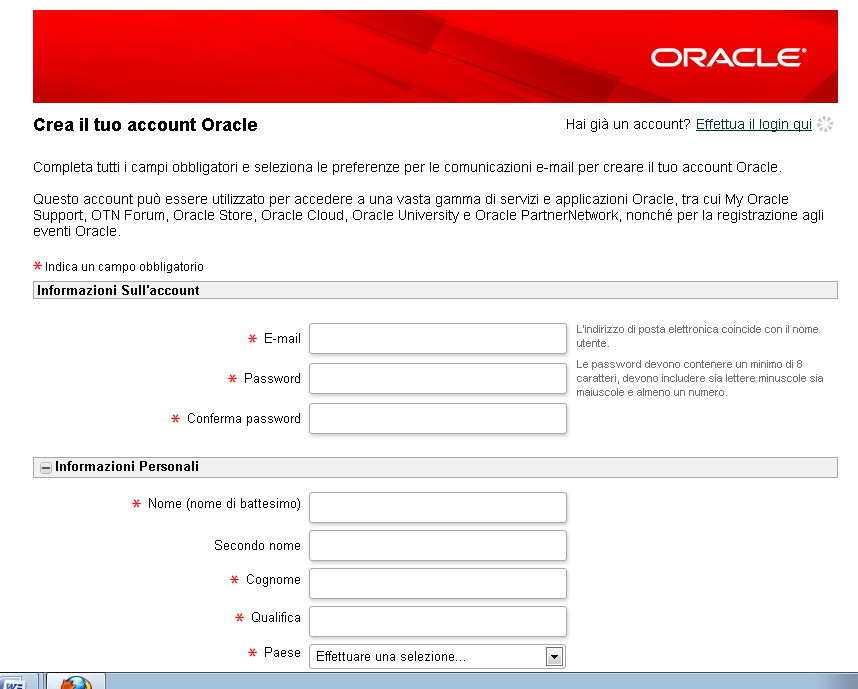 ORACLE
Crea il tuo account Oracle
Hai già un account? Effettua il login qui
Completa tutti i campi obbligatori e seleziona le preferenze per le comunicazioni e-mail per creare il tuo account Oracle.
Questo account può essere utilizzato per accedere a una vasta gamma di servizi e applicazioni Oracle, tra cui My Oracle
Support, OTN Forum, Oracle Store, Oracle Cloud, Oracle University e Oracle PartnerNetwork, nonché per la registrazione agli
eventi Oracle.
* Indica un campo obbligatorio
Informazioni Sull'account
* E-mail
L'indirizzo di posta elettronica coincide con il nome
utente.
* Password
Le password devono contenere un minimo di 8
caratteri, devono includere sia lettere minuscole sia
maiuscole e almeno un numero.
* Conferma password
Informazioni Personali
* Nome (nome di battesimo)
Secondo nome
* Cognome
* Qualifica
* Paese
Effettuare una selezione...